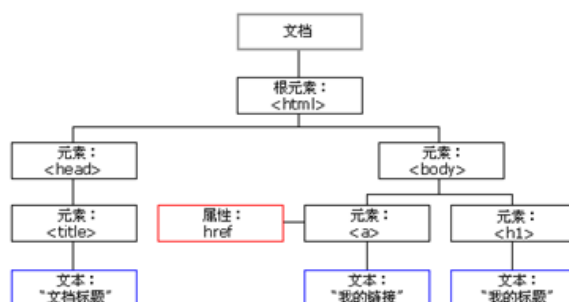 文档
根元素：
<html>
元素：
<head>
元素：
<body>
元素：
<title>
属性：
href
元素：
<a>
元素：
<h1>
文本：
"文档标题"
文本：
"我的链接"
文本：
"我的标题"